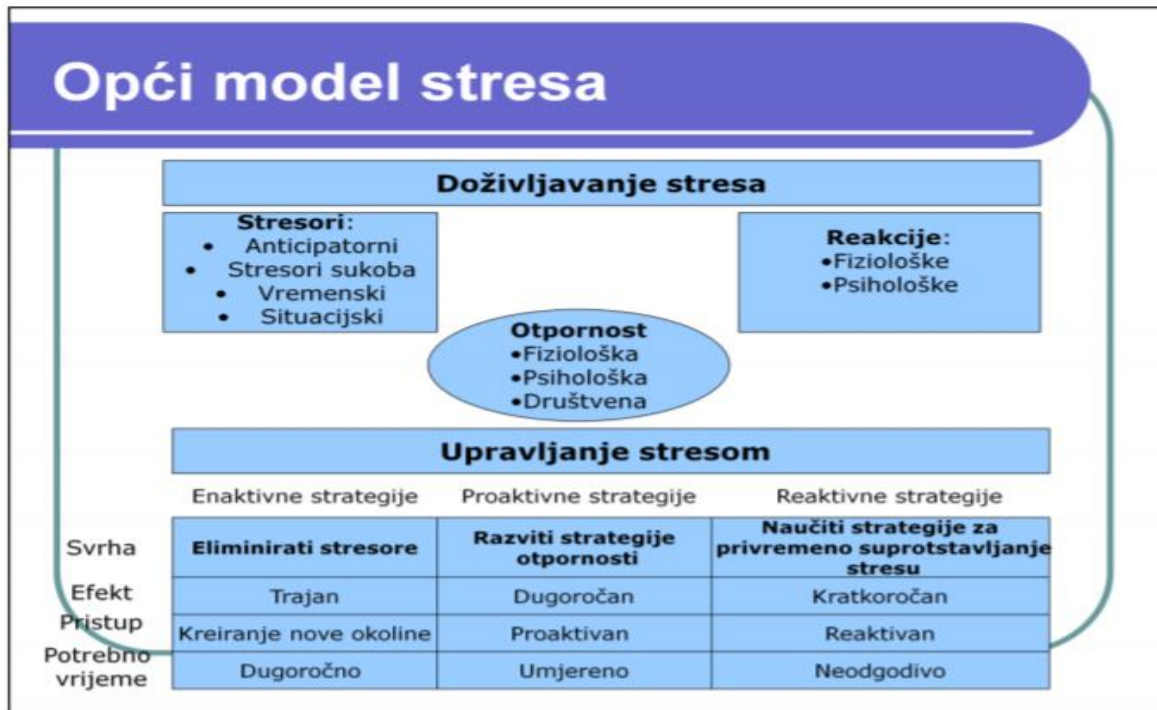 Opći model stresa
Doživljavanje stresa
Stresori:
• Anticipatorni
• Stresori sukoba
• Vremenski
• Situacijski
Reakcije:
•Fiziološke
•Psihološke
Otpornost
•Fiziološka
•Psihološka
•Društvena
Upravljanje stresom
Enaktivne strategije Proaktivne strategije Reaktivne strategije
Svrha
Eliminirati stresore
Razviti strategije
otpornosti
Naučiti strategije za
privremeno suprotstavljanje
stresu
Efekt Trajan Dugoročan Kratkoročan
Pristup Kreiranje nove okoline Proaktivan Reaktivan
Potrebno
vrijeme
Dugoročno Umjereno Neodgodivo